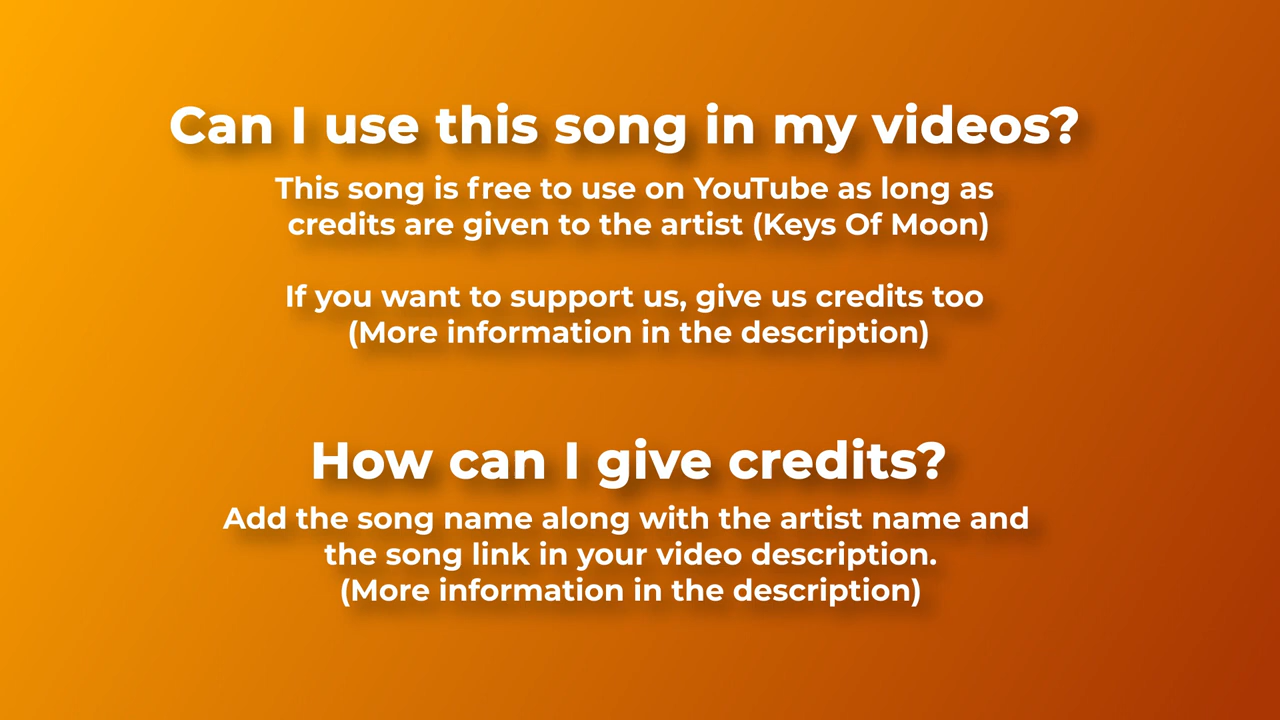 Can I use this song in my videos?
This song is free to use on YouTube as long as
credits are given to the artist (Keys Of Moon)
If you want to support us, give us credits too
(More information in the description)
How can I give credits?
Add the song name along with the artist name and
the song link in your video description.
(More information in the description)